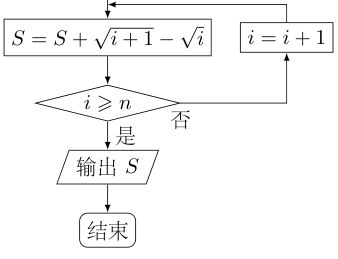 S = S + √(i+1) − √i
i = i + 1
i ⩾ n
否
是
输出 S
结束